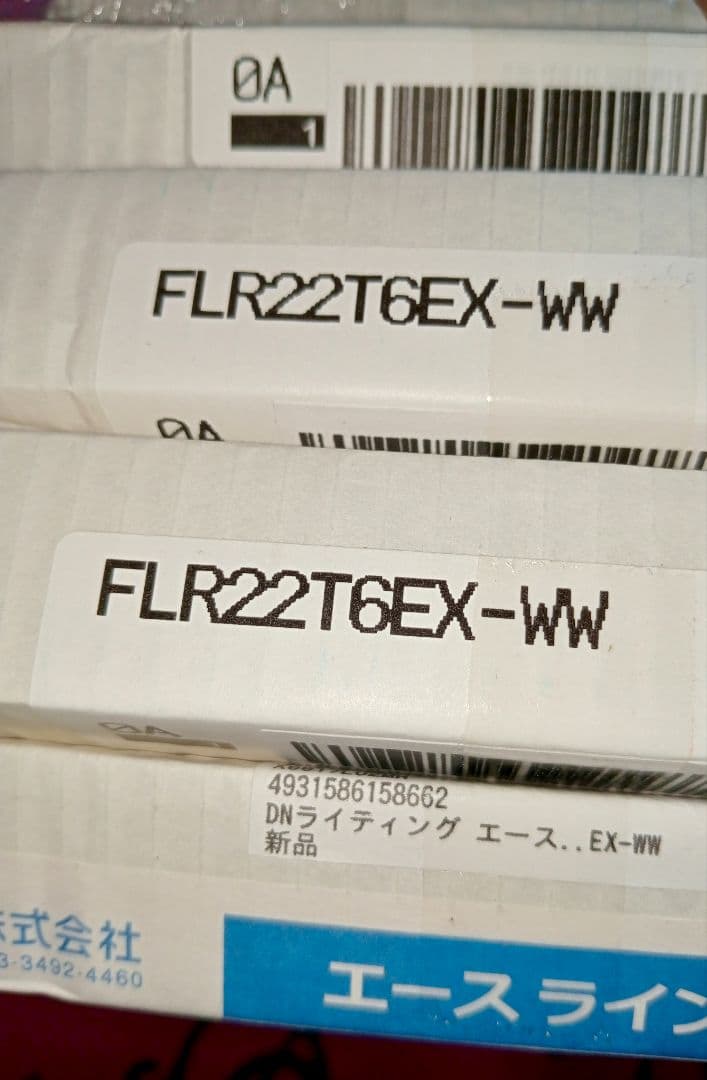 0A
1
FLR22T6EX-WW
0A
FLR22T6EX-WW
0A
4931586158662
DNライティング エース..EX-WW
新品
式会社
3-3492-4460
エース ライン